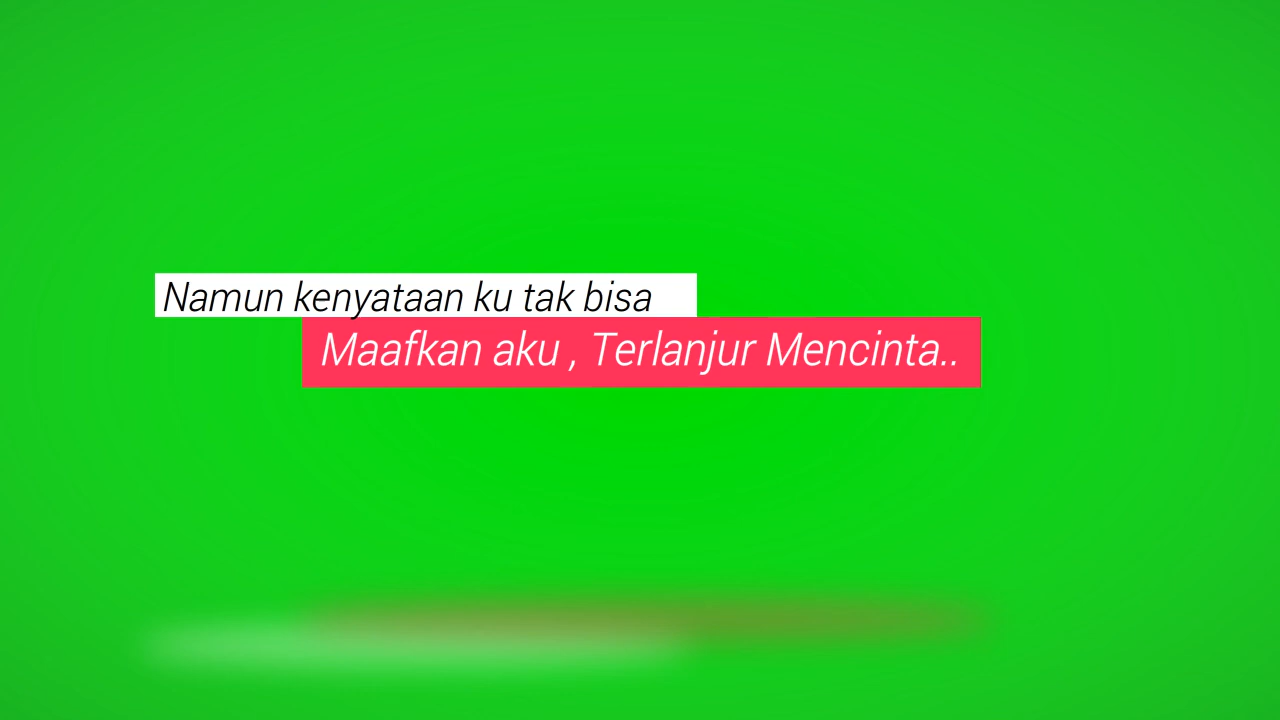 Namun kenyataan ku tak bisa
Maafkan aku , Terlanjur Mencinta..